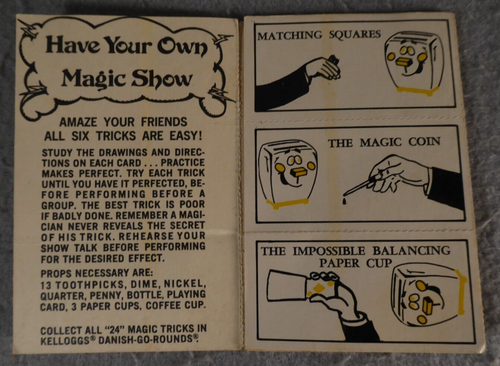 Have Your Own
Magic Show
AMAZE YOUR FRIENDS
ALL SIX TRICKS ARE EASY!
STUDY THE DRAWINGS AND DIREC-
TIONS ON EACH CARD . . . PRACTICE
MAKES PERFECT. TRY EACH TRICK
UNTIL YOU HAVE IT PERFECTED, BE-
FORE PERFORMING BEFORE A
GROUP. THE BEST TRICK IS POOR
IF BADLY DONE. REMEMBER A MAGI-
CIAN NEVER REVEALS THE SECRET
OF HIS TRICK. REHEARSE YOUR
SHOW TALK BEFORE PERFORMING
FOR THE DESIRED EFFECT.
PROPS NECESSARY ARE:
13 TOOTHPICKS, DIME, NICKEL,
QUARTER, PENNY, BOTTLE, PLAYING
CARD, 3 PAPER CUPS, COFFEE CUP.
COLLECT ALL "24" MAGIC TRICKS IN
KELLOGGS® DANISH-GO-ROUNDS®.
MATCHING SQUARES
THE MAGIC COIN
THE IMPOSSIBLE BALANCING
PAPER CUP